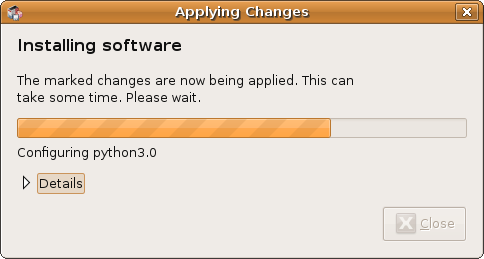 Applying Changes
Installing software
The marked changes are now being applied. This can
take some time. Please wait.
Configuring python3.0
Details
Close